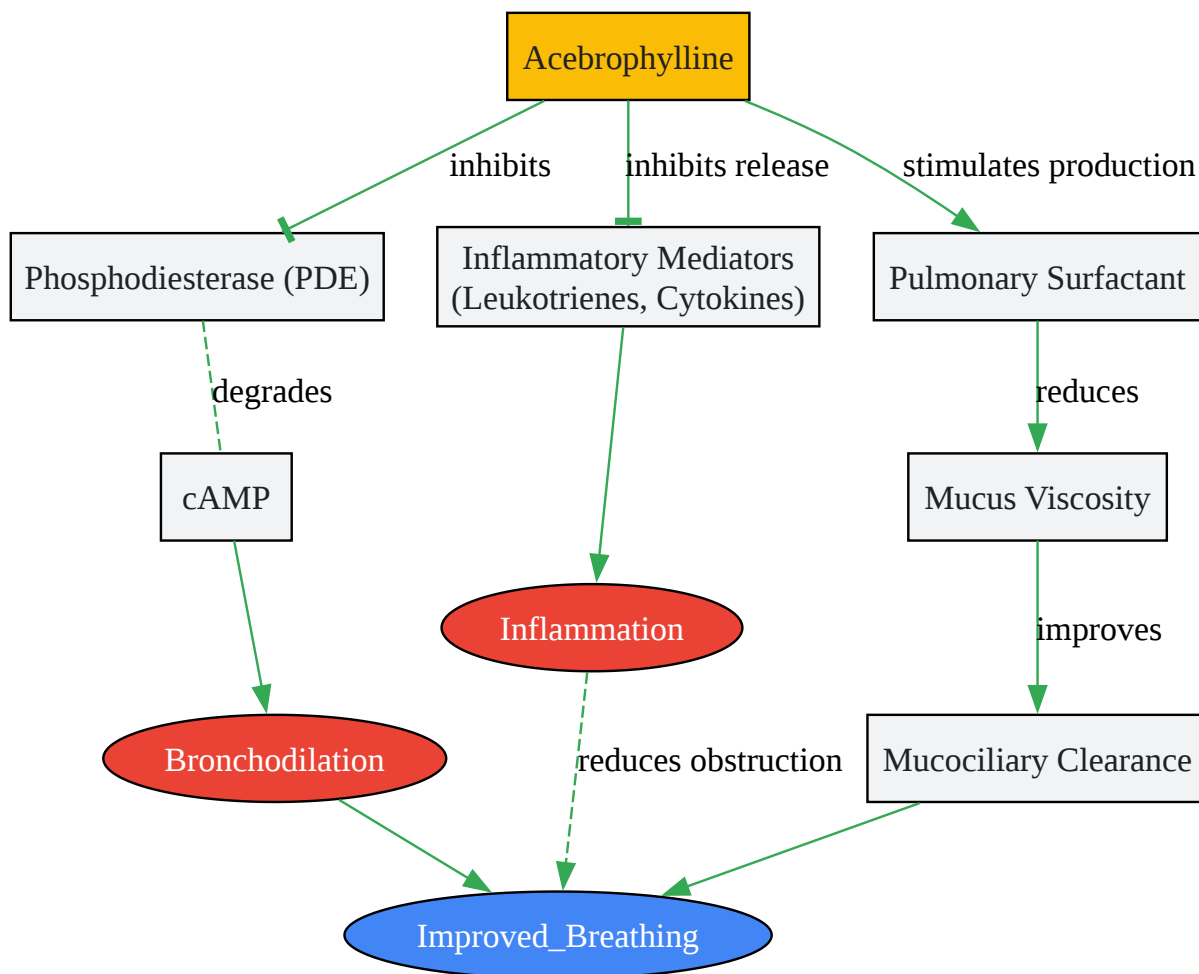 Acebrophylline
inhibits
inhibits release
stimulates production
Phosphodiesterase (PDE)
Inflammatory Mediators
(Leukotrienes, Cytokines)
Pulmonary Surfactant
degrades
reduces
cAMP
Mucus Viscosity
Inflammation
improves
Bronchodilation
reduces obstruction
Mucociliary Clearance
Improved_Breathing